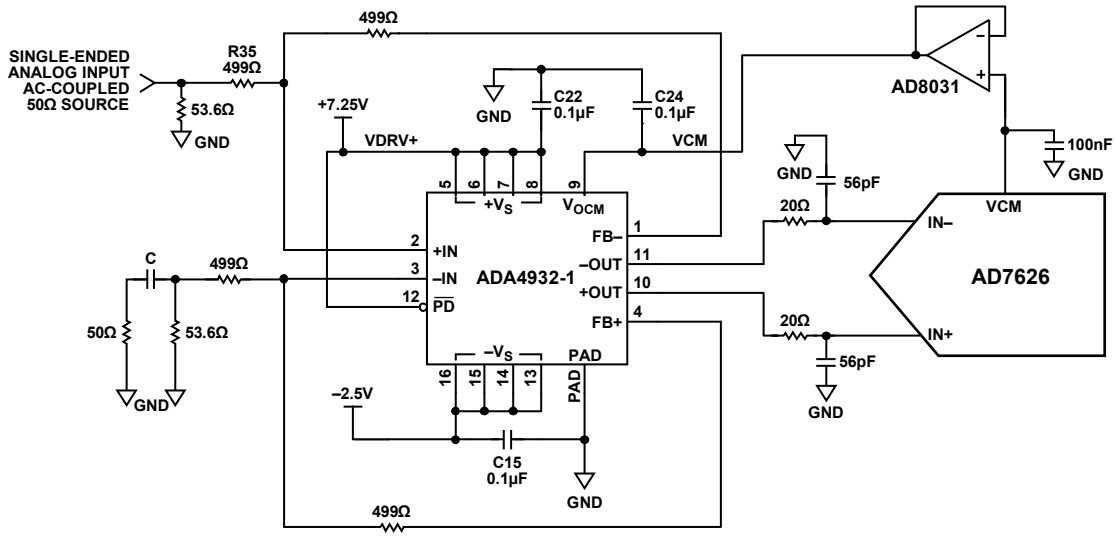 SINGLE-ENDED
ANALOG INPUT
AC-COUPLED
50Ω SOURCE
53.6Ω
GND
R35
499Ω
499Ω
+7.25V
VDRV+
GND
C22
0.1µF
C24
0.1µF
VCM
AD8031
–
+
100nF
GND
GND
56pF
20Ω
VCM
IN–
AD7626
IN+
20Ω
56pF
GND
5
6
7
8
9
+VS
VOCM
2
+IN
3
–IN
12
PD
ADA4932-1
FB–
1
–OUT
11
+OUT
10
FB+
4
–VS
PAD
16
15
14
13
PAD
C
499Ω
50Ω
53.6Ω
GND
–2.5V
C15
0.1µF
GND
499Ω